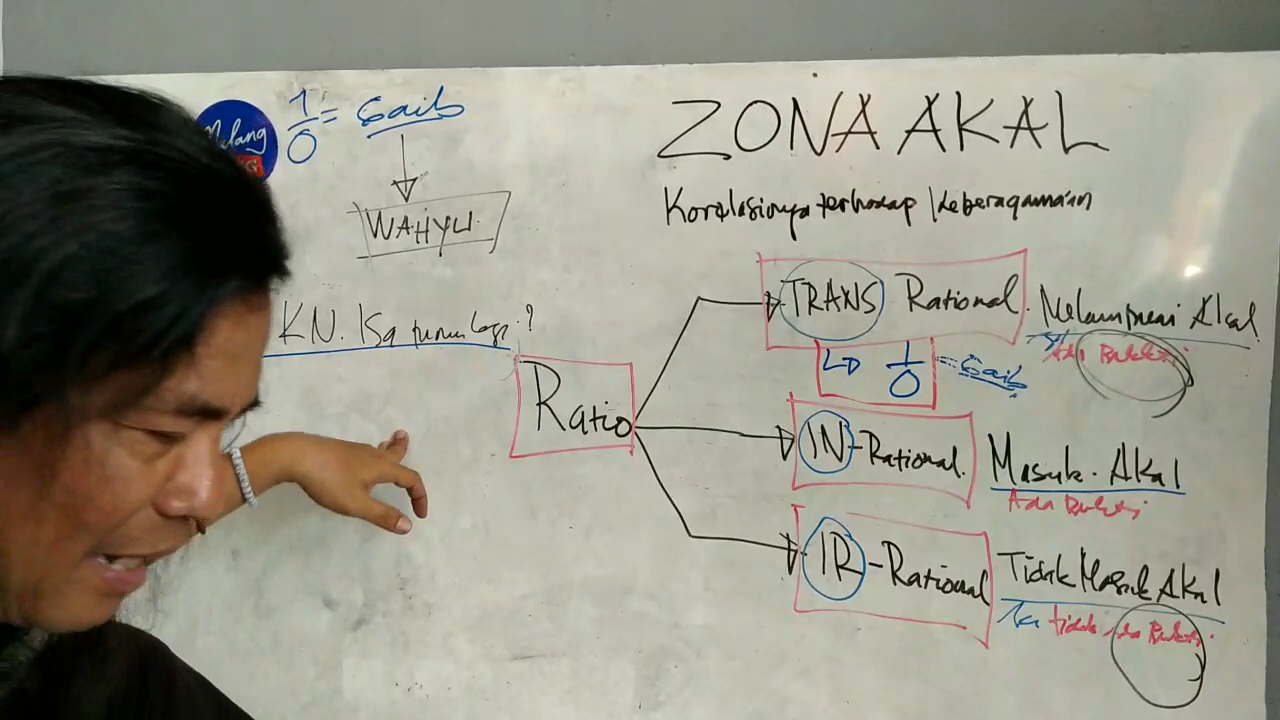 ZONA AKAL
Korelasinya terhadap Keberagamaan
1/0 = Gaib
WAHYU
KN. Isa turun lagi.?
Ratio
TRANS Rational. Melampaui Akal
Ada Bukti
1/0 = Gaib
IN-Rational. Masuk Akal
Ada Bukti
IR-Rational Tidak Masuk Akal
tidak Ada Bukti.